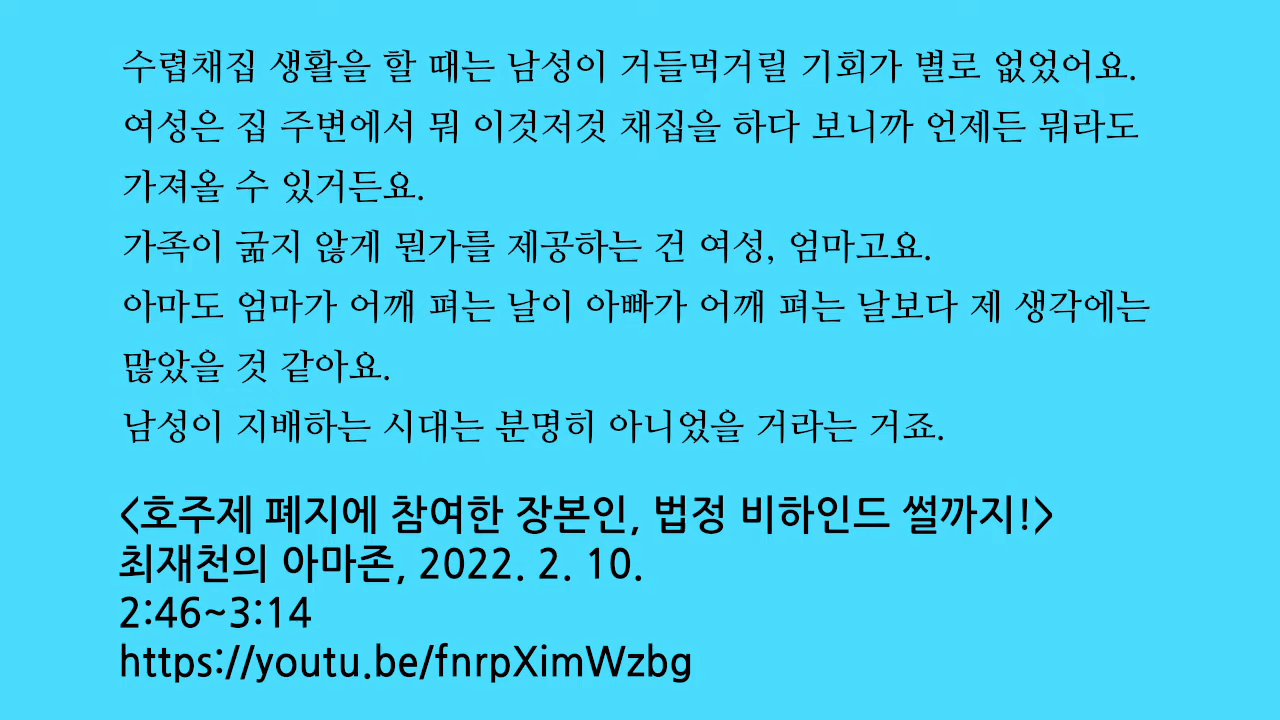 수렵채집 생활을 할 때는 남성이 거들먹거릴 기회가 별로 없었어요.
여성은 집 주변에서 뭐 이것저것 채집을 하다 보니까 언제든 뭐라도
가져올 수 있거든요.
가족이 굶지 않게 뭔가를 제공하는 건 여성, 엄마고요.
아마도 엄마가 어깨 펴는 날이 아빠가 어깨 펴는 날보다 제 생각에는
많았을 것 같아요.
남성이 지배하는 시대는 분명히 아니었을 거라는 거죠.
<호주제 폐지에 참여한 장본인, 법정 비하인드 썰까지!>
최재천의 아마존, 2022. 2. 10.
2:46~3:14
https://youtu.be/fnrpXimWzbg